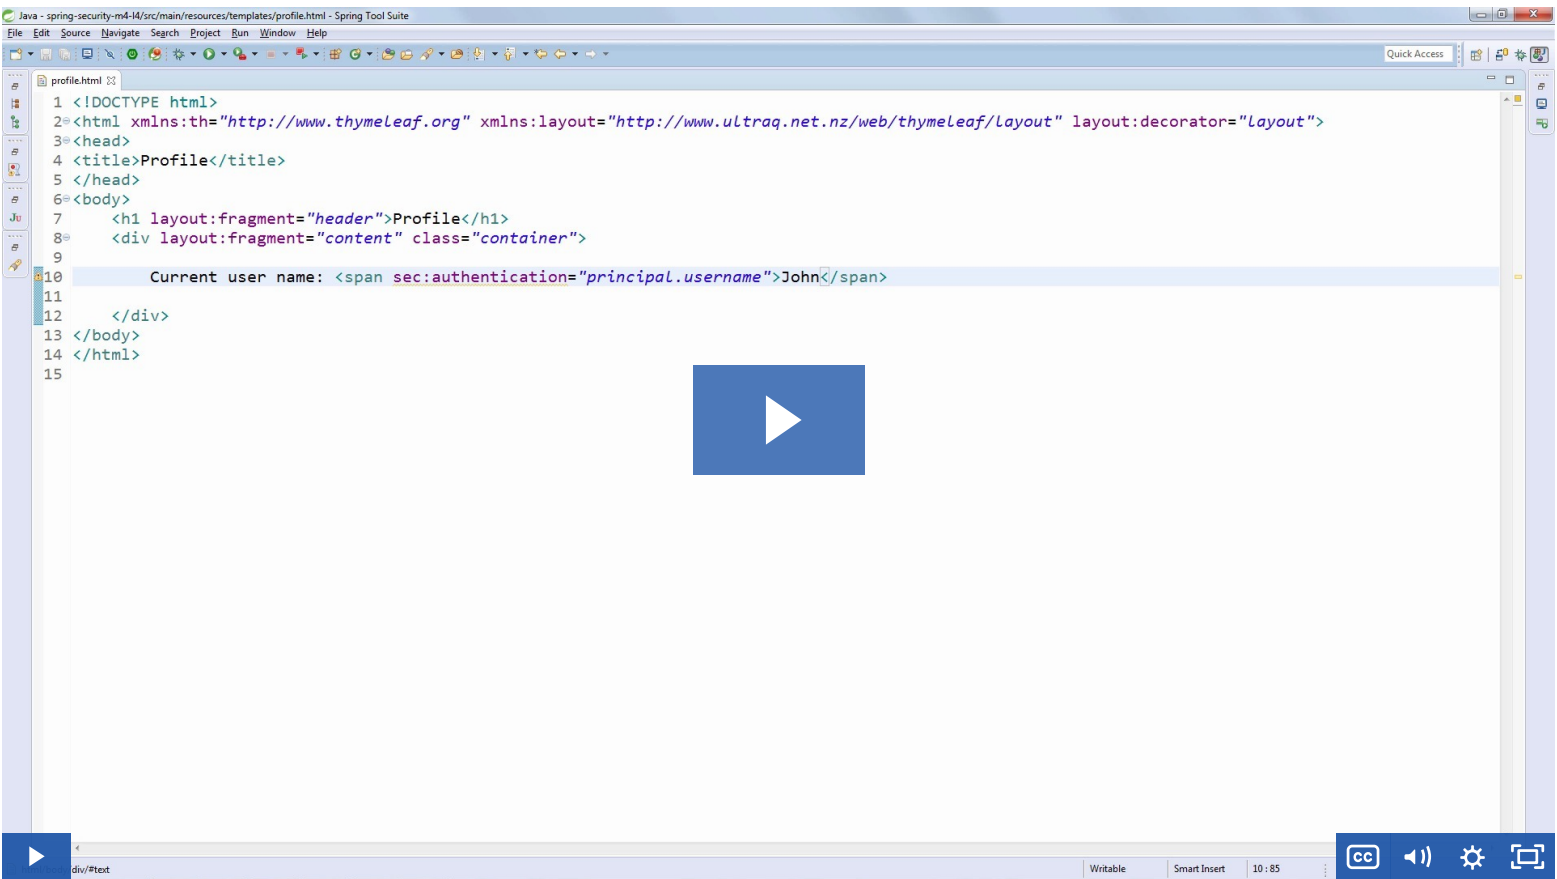 Java - spring-security-m4-l4/src/main/resources/templates/profile.html - Spring Tool Suite
File Edit Source Navigate Search Project Run Window Help
Quick Access
profile.html
1 <!DOCTYPE html>
2 <html xmlns:th="http://www.thymeleaf.org" xmlns:layout="http://www.ultraq.net.nz/web/thymeleaf/layout" layout:decorator="layout">
3 <head>
4 <title>Profile</title>
5 </head>
6 <body>
7 <h1 layout:fragment="header">Profile</h1>
8 <div layout:fragment="content" class="container">
9
10 Current user name: <span sec:authentication="principal.username">John</span>
11
12 </div>
13 </body>
14 </html>
15
div/#text
Writable Smart Insert 10 : 85
CC
Ju